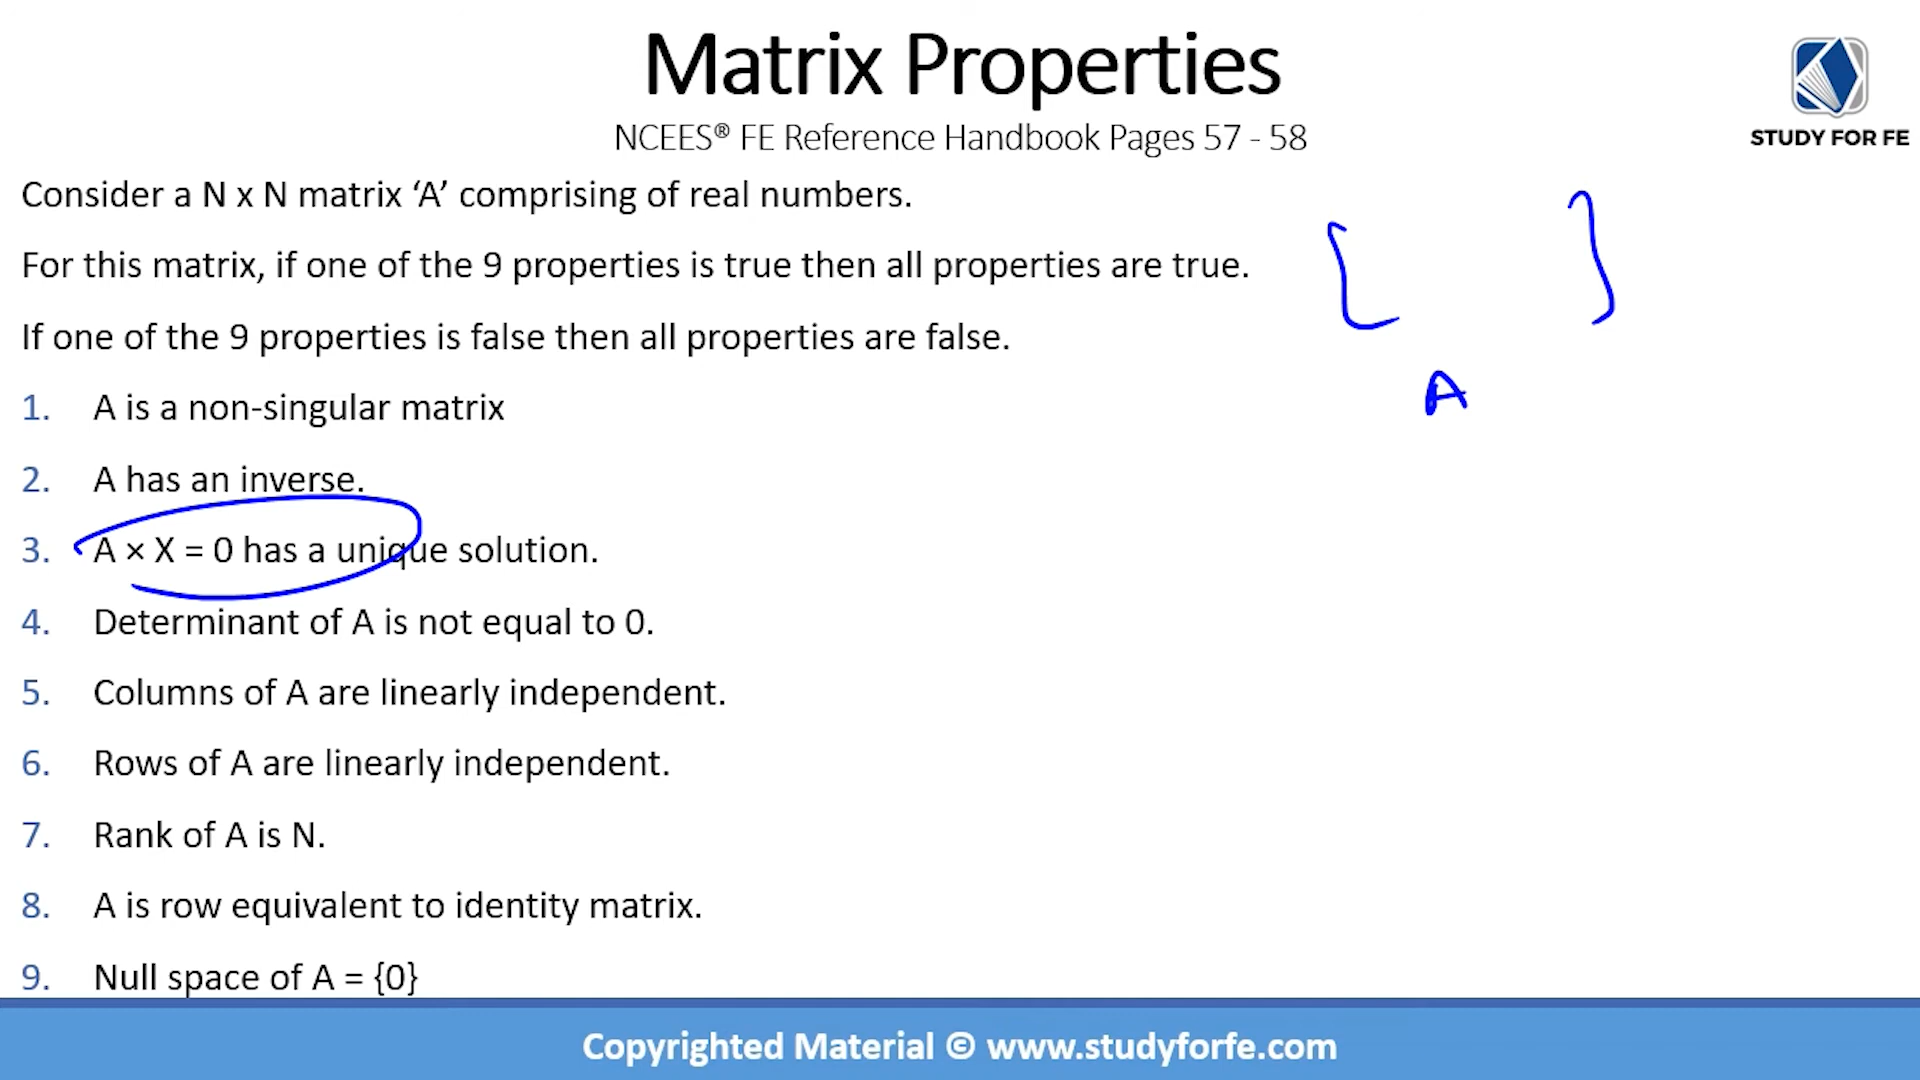 Matrix Properties
NCEES® FE Reference Handbook Pages 57 - 58
STUDY FOR FE
Consider a N x N matrix ‘A’ comprising of real numbers.
For this matrix, if one of the 9 properties is true then all properties are true.
If one of the 9 properties is false then all properties are false.
[ ]
A
1. A is a non-singular matrix
2. A has an inverse.
3. A × X = 0 has a unique solution.
4. Determinant of A is not equal to 0.
5. Columns of A are linearly independent.
6. Rows of A are linearly independent.
7. Rank of A is N.
8. A is row equivalent to identity matrix.
9. Null space of A = {0}
Copyrighted Material © www.studyforfe.com